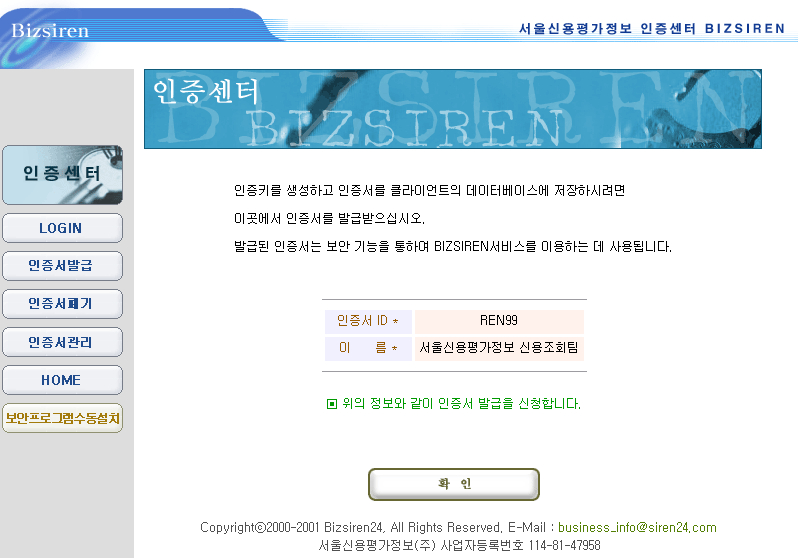 Bizsiren
서울신용평가정보 인증센터 BIZSIREN
인증센터
BIZSIREN
BIZSIREN
인증센터
LOGIN
인증서발급
인증서폐기
인증서관리
HOME
보안프로그램수동설치
인증키를 생성하고 인증서를 클라이언트의 데이터베이스에 저장하시려면
이곳에서 인증서를 발급받으십시오.
발급된 인증서는 보안 기능을 통하여 BIZSIREN서비스를 이용하는 데 사용됩니다.
인증서 ID * REN99
이 름 * 서울신용평가정보 신용조회팀
위의 정보와 같이 인증서 발급을 신청합니다.
확 인
Copyrightⓒ2000-2001 Bizsiren24, All Rights Reserved, E-Mail : business_info@siren24.com
서울신용평가정보(주) 사업자등록번호 114-81-47958